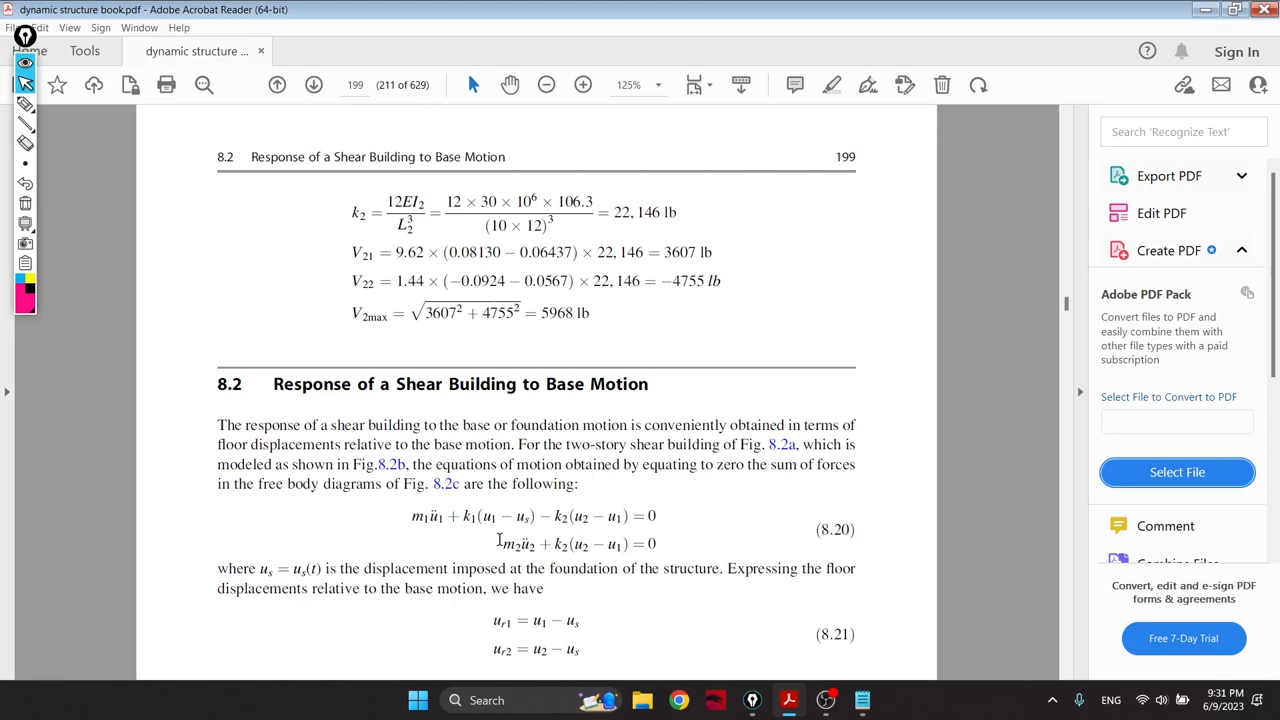 dynamic structure book.pdf - Adobe Acrobat Reader (64-bit)
File Edit View Sign Window Help
Home Tools dynamic structure ... × Sign In
199 (211 of 629) 125%
8.2 Response of a Shear Building to Base Motion 199
k₂ = 12EI₂ / L₂³ = 12 × 30 × 10⁶ × 106.3 / (10 × 12)³ = 22, 146 lb
V₂₁ = 9.62 × (0.08130 − 0.06437) × 22, 146 = 3607 lb
V₂₂ = 1.44 × (−0.0924 − 0.0567) × 22, 146 = −4755 lb
V₂max = √(3607² + 4755²) = 5968 lb
8.2 Response of a Shear Building to Base Motion
The response of a shear building to the base or foundation motion is conveniently obtained in terms of
floor displacements relative to the base motion. For the two-story shear building of Fig. 8.2a, which is
modeled as shown in Fig.8.2b, the equations of motion obtained by equating to zero the sum of forces
in the free body diagrams of Fig. 8.2c are the following:
m₁ü₁ + k₁(u₁ − uₛ) − k₂(u₂ − u₁) = 0
m₂ü₂ + k₂(u₂ − u₁) = 0
(8.20)
where uₛ = uₛ(t) is the displacement imposed at the foundation of the structure. Expressing the floor
displacements relative to the base motion, we have
uᵣ₁ = u₁ − uₛ
uᵣ₂ = u₂ − uₛ
(8.21)
Search 'Recognize Text'
Export PDF
Edit PDF
Create PDF
Adobe PDF Pack
Convert files to PDF and
easily combine them with
other file types with a paid
subscription
Select File to Convert to PDF
Select File
Comment
Combine Files
Convert, edit and e-sign PDF
forms & agreements
Free 7-Day Trial
Search
ENG
9:31 PM
6/9/2023